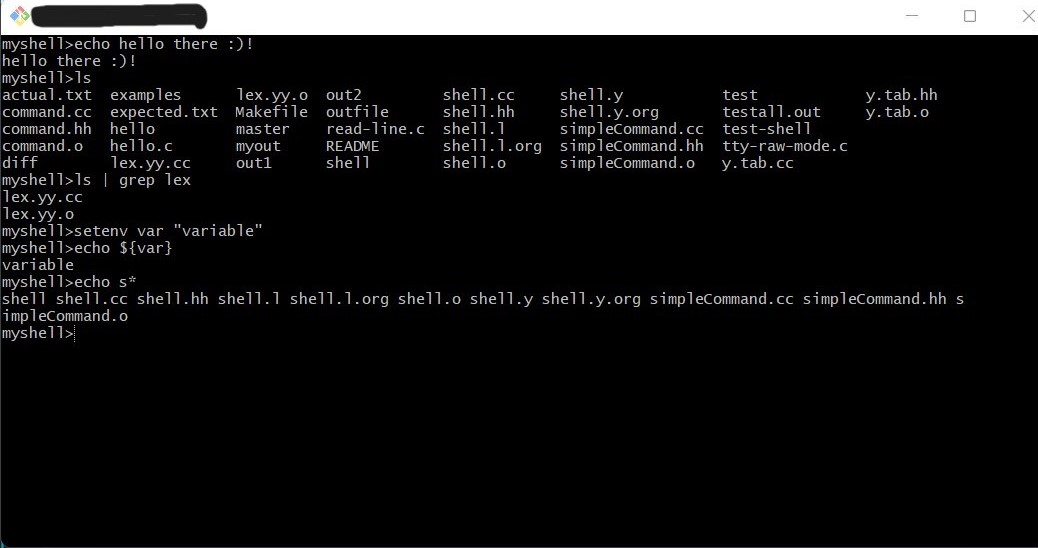 myshell>echo hello there :)!
hello there :)!
myshell>ls
actual.txt  examples      lex.yy.o  out2         shell.cc     shell.y           test            y.tab.hh
command.cc  expected.txt  Makefile  outfile      shell.hh     shell.y.org       testall.out     y.tab.o
command.hh  hello         master    read-line.c  shell.l      simpleCommand.cc  test-shell
command.o   hello.c       myout     README       shell.l.org  simpleCommand.hh  tty-raw-mode.c
diff        lex.yy.cc     out1      shell        shell.o      simpleCommand.o   y.tab.cc
myshell>ls | grep lex
lex.yy.cc
lex.yy.o
myshell>setenv var "variable"
myshell>echo ${var}
variable
myshell>echo s*
shell shell.cc shell.hh shell.l shell.l.org shell.o shell.y shell.y.org simpleCommand.cc simpleCommand.hh s
impleCommand.o
myshell>